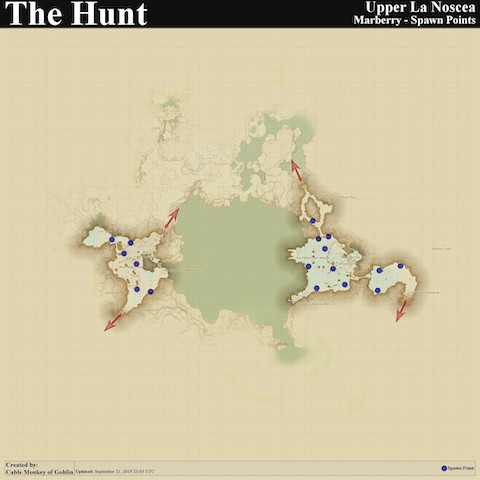 The Hunt
Upper La Noscea
Marberry - Spawn Points
Created by:
Cable Monkey of Goblin
Updated: September 21, 2019 23:43 UTC
Spawn Point